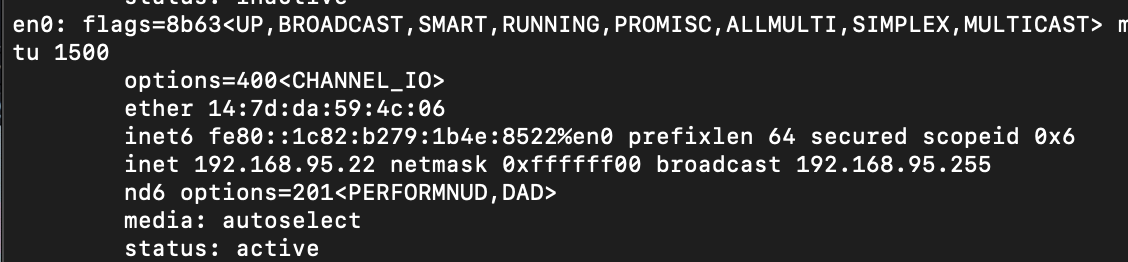 status: inactive
en0: flags=8b63<UP,BROADCAST,SMART,RUNNING,PROMISC,ALLMULTI,SIMPLEX,MULTICAST> m
tu 1500
options=400<CHANNEL_IO>
ether 14:7d:da:59:4c:06
inet6 fe80::1c82:b279:1b4e:8522%en0 prefixlen 64 secured scopeid 0x6
inet 192.168.95.22 netmask 0xffffff00 broadcast 192.168.95.255
nd6 options=201<PERFORMNUD,DAD>
media: autoselect
status: active